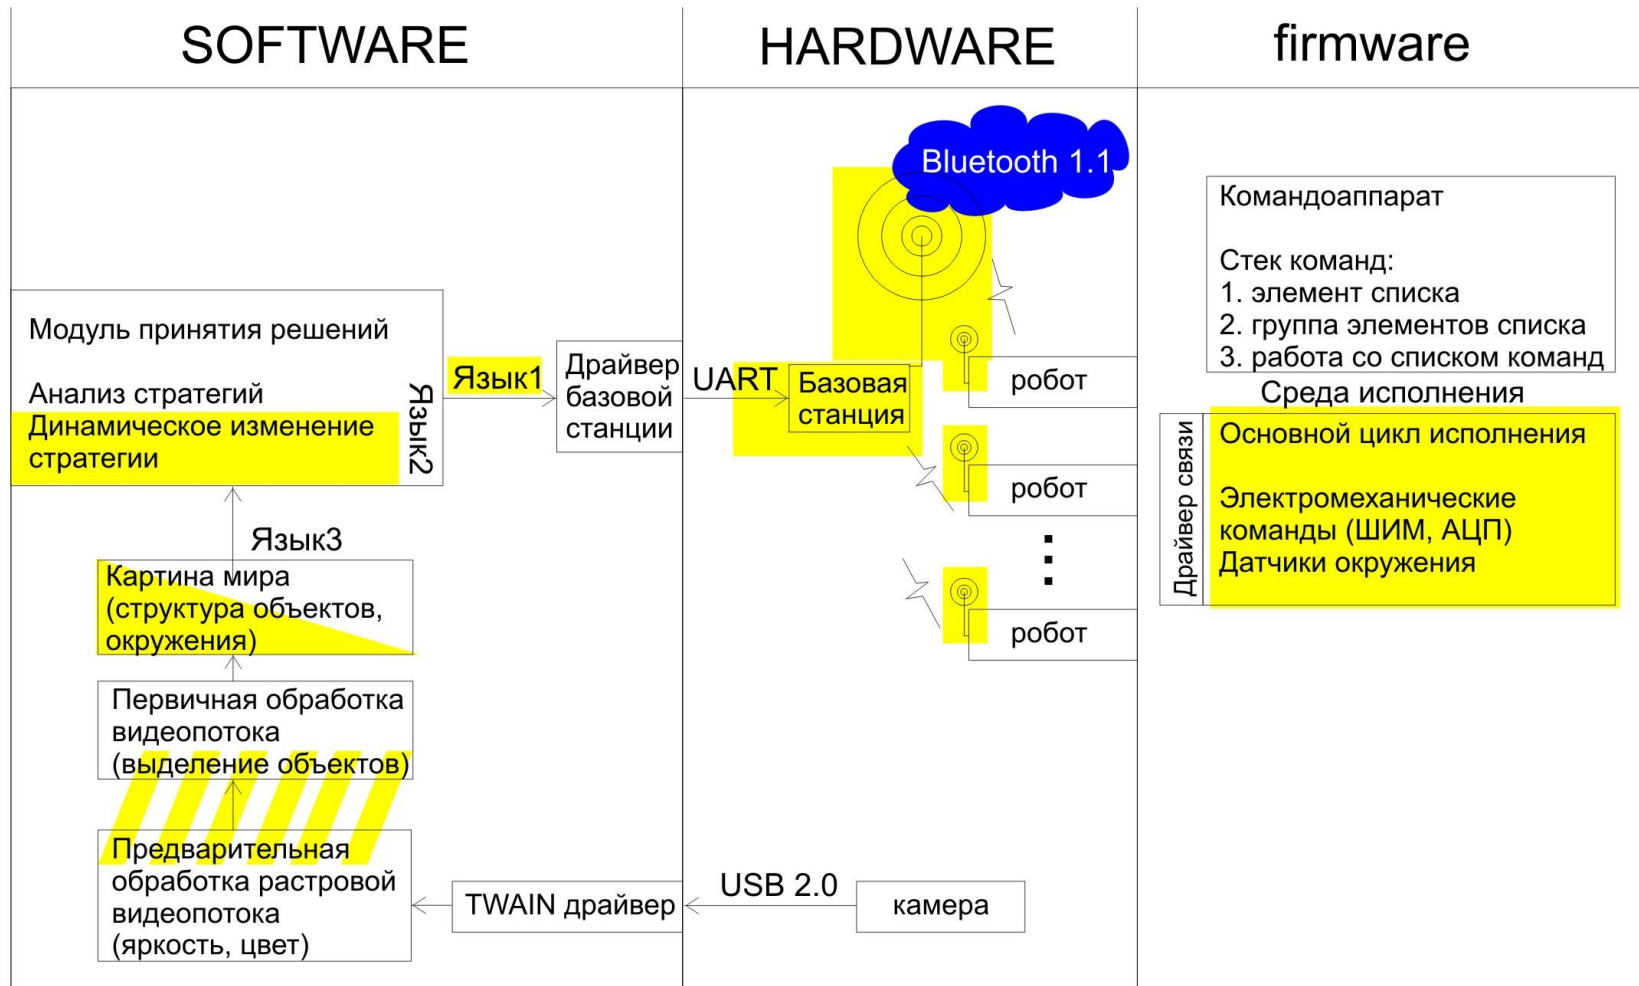 SOFTWARE
HARDWARE
firmware
Bluetooth 1.1
Командоаппарат
Стек команд:
1. элемент списка
2. группа элементов списка
3. работа со списком команд
Среда исполнения
Драйвер связи
Основной цикл исполнения
Электромеханические
команды (ШИМ, АЦП)
Датчики окружения
Модуль принятия решений
Анализ стратегий
Динамическое изменение
стратегии
Язык2
Язык1
Драйвер
базовой
станции
UART
Базовая
станция
робот
робот
робот
Язык3
Картина мира
(структура объектов,
окружения)
Первичная обработка
видеопотока
(выделение объектов)
Предварительная
обработка растровой
видеопотока
(яркость, цвет)
TWAIN драйвер
USB 2.0
камера